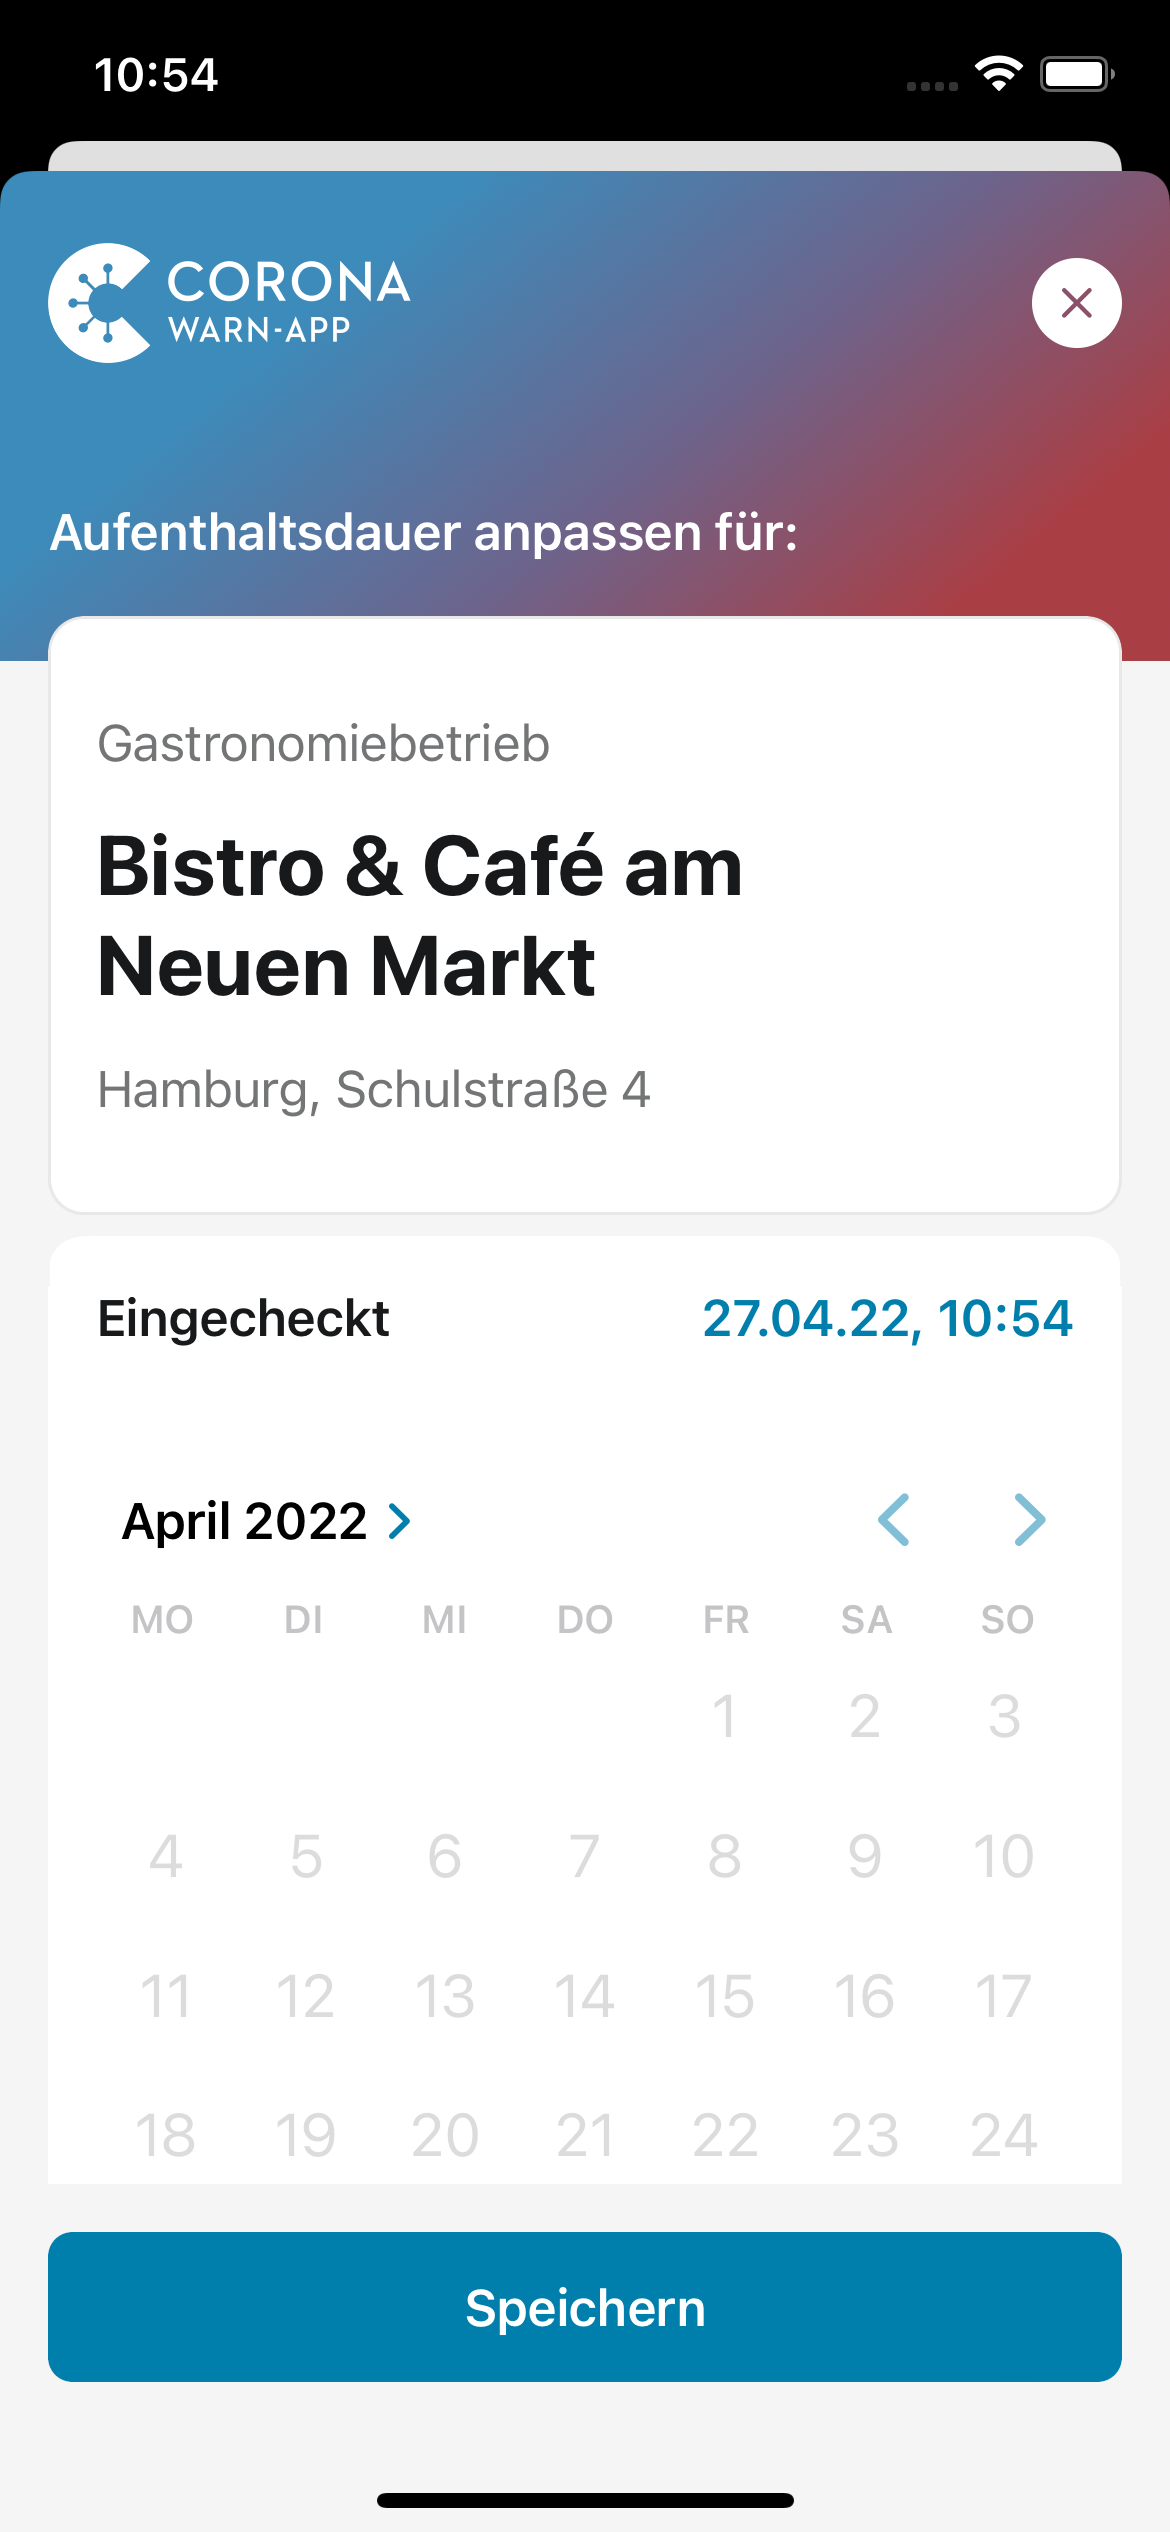 10:54
CORONA
WARN-APP
Aufenthaltsdauer anpassen für:
Gastronomiebetrieb
Bistro & Café am
Neuen Markt
Hamburg, Schulstraße 4
Eingecheckt 27.04.22, 10:54
April 2022
MO DI MI DO FR SA SO
1 2 3
4 5 6 7 8 9 10
11 12 13 14 15 16 17
18 19 20 21 22 23 24
Speichern